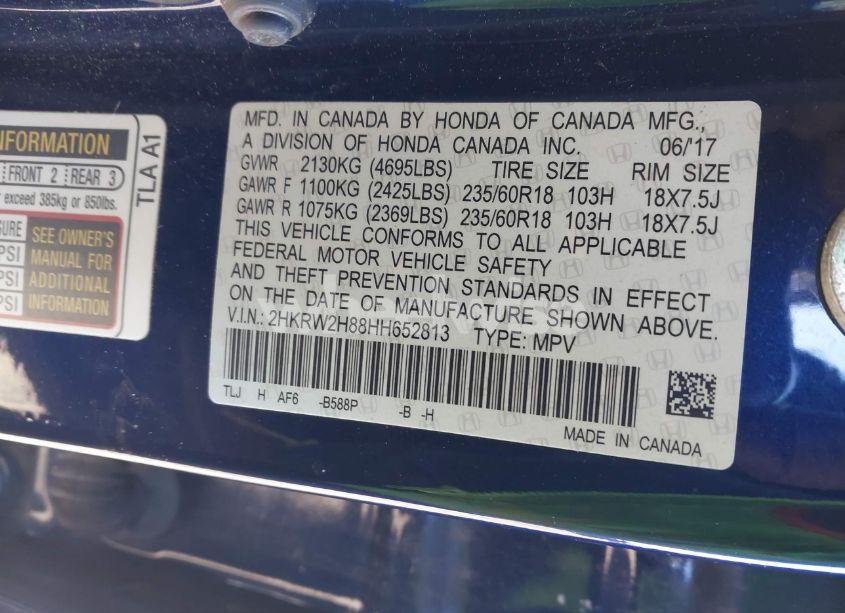 INFORMATION
FRONT 2 REAR 3
exceed 385kg or 850lbs.
SEE OWNER'S
MANUAL FOR
ADDITIONAL
INFORMATION
PSI
PSI
PSI
TLA A1
MFD. IN CANADA BY HONDA OF CANADA MFG.,
A DIVISION OF HONDA CANADA INC. 06/'17
GVWR 2130KG (4695LBS) TIRE SIZE RIM SIZE
GAWR F 1100KG (2425LBS) 235/60R18 103H 18X7.5J
GAWR R 1075KG (2369LBS) 235/60R18 103H 18X7.5J
THIS VEHICLE CONFORMS TO ALL APPLICABLE
FEDERAL MOTOR VEHICLE SAFETY
AND THEFT PREVENTION STANDARDS IN EFFECT
ON THE DATE OF MANUFACTURE SHOWN ABOVE.
V.I.N.: 2HKRW2H88HH652813 TYPE: MPV
TLJ H AF6 -B588P -B -H
MADE IN CANADA